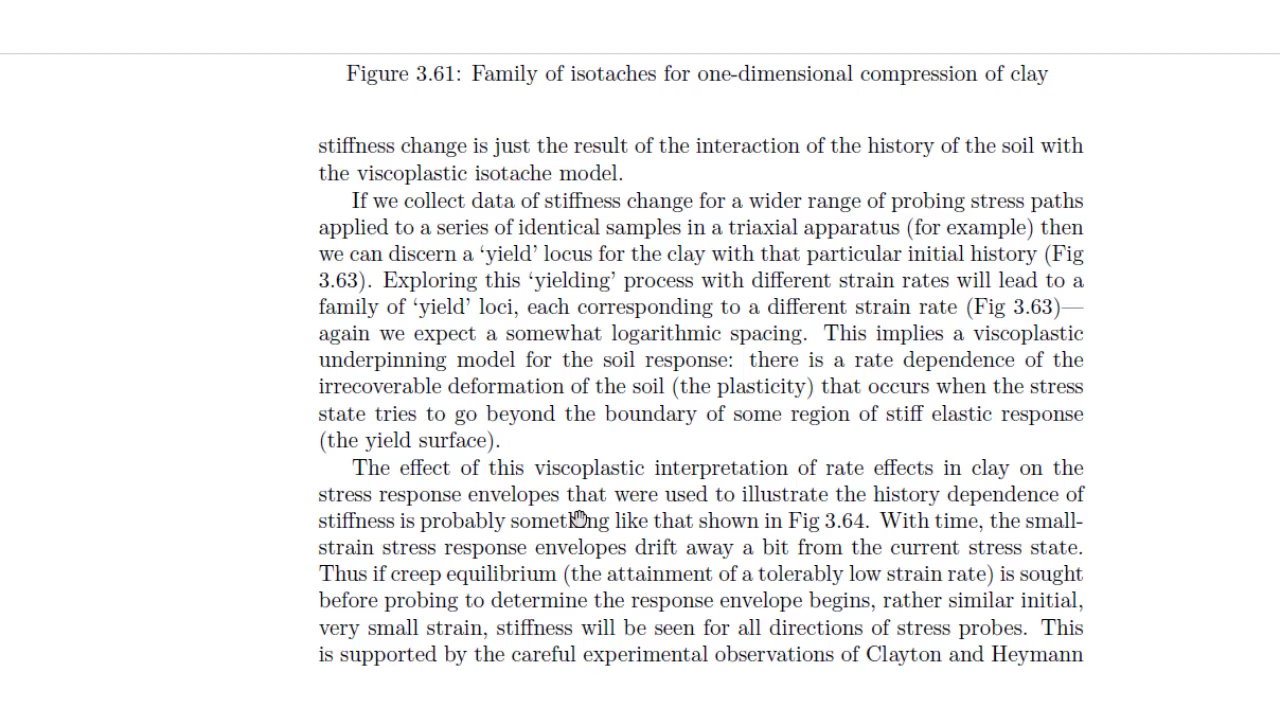 Figure 3.61: Family of isotaches for one-dimensional compression of clay
stiffness change is just the result of the interaction of the history of the soil with
the viscoplastic isotache model.
If we collect data of stiffness change for a wider range of probing stress paths
applied to a series of identical samples in a triaxial apparatus (for example) then
we can discern a ‘yield’ locus for the clay with that particular initial history (Fig
3.63). Exploring this ‘yielding’ process with different strain rates will lead to a
family of ‘yield’ loci, each corresponding to a different strain rate (Fig 3.63)—
again we expect a somewhat logarithmic spacing. This implies a viscoplastic
underpinning model for the soil response: there is a rate dependence of the
irrecoverable deformation of the soil (the plasticity) that occurs when the stress
state tries to go beyond the boundary of some region of stiff elastic response
(the yield surface).
The effect of this viscoplastic interpretation of rate effects in clay on the
stress response envelopes that were used to illustrate the history dependence of
stiffness is probably something like that shown in Fig 3.64. With time, the small-
strain stress response envelopes drift away a bit from the current stress state.
Thus if creep equilibrium (the attainment of a tolerably low strain rate) is sought
before probing to determine the response envelope begins, rather similar initial,
very small strain, stiffness will be seen for all directions of stress probes. This
is supported by the careful experimental observations of Clayton and Heymann